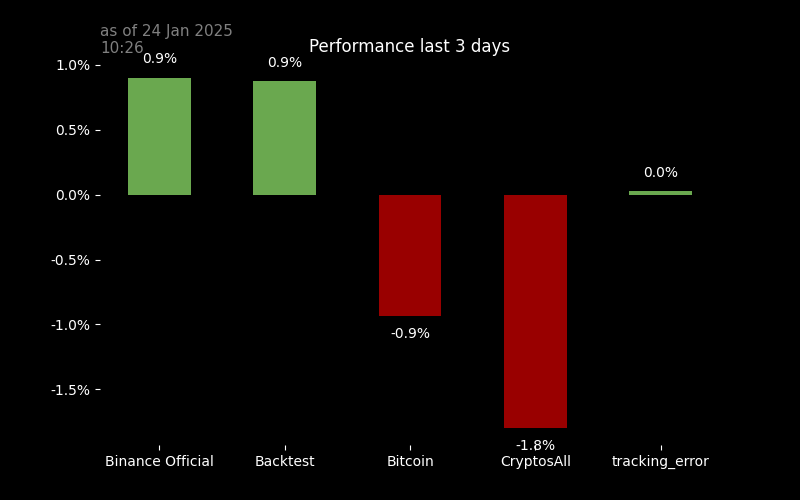 as of 24 Jan 2025
10:26
Performance last 3 days
1.0%
0.5%
0.0%
-0.5%
-1.0%
-1.5%
0.9%
0.9%
-0.9%
-1.8%
0.0%
Binance Official
Backtest
Bitcoin
CryptosAll
tracking_error